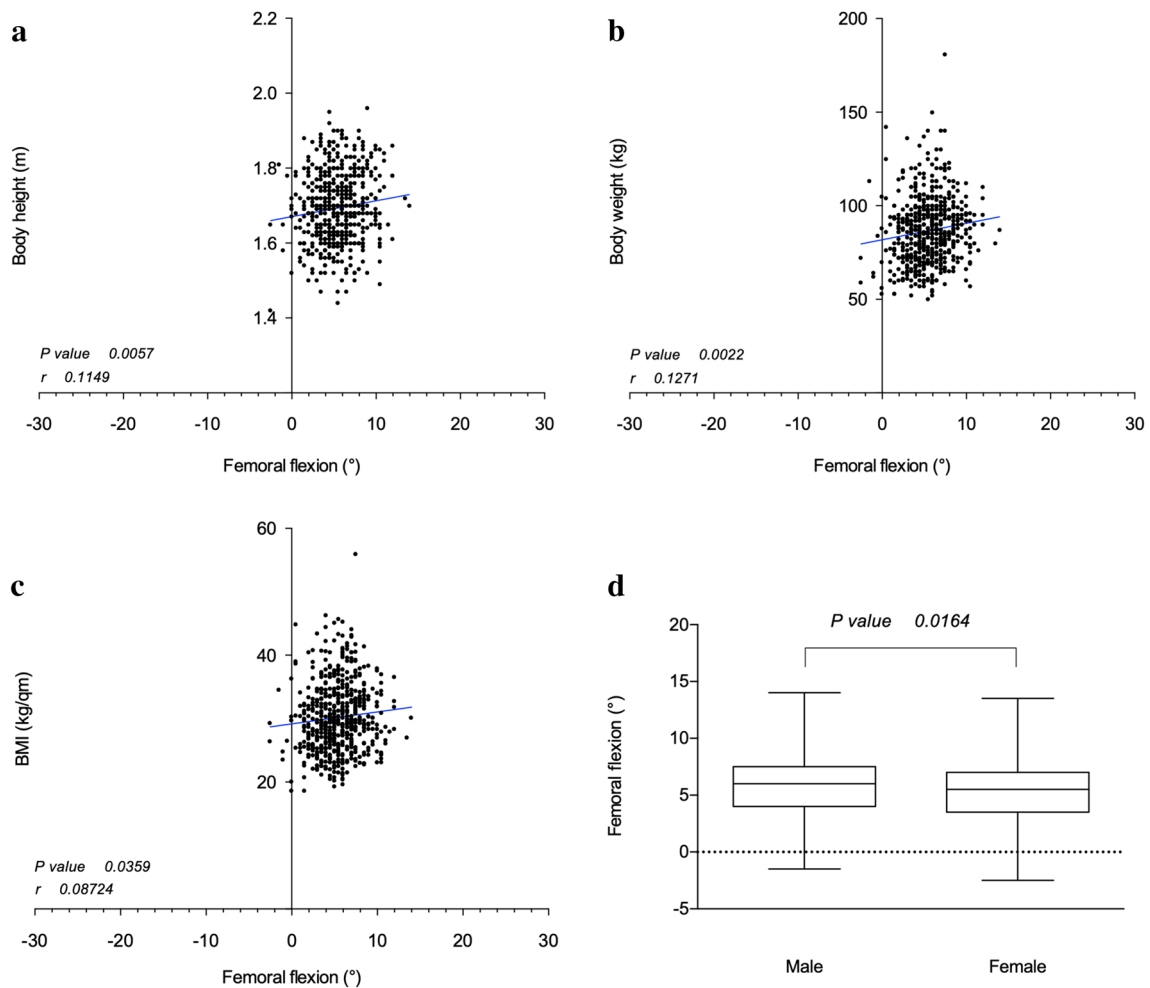 a
2.2
2.0
1.8
1.6
1.4
Body height (m)
P value 0.0057
r 0.1149
-30 -20 -10 0 10 20 30
Femoral flexion (°)
b
200
150
100
50
Body weight (kg)
P value 0.0022
r 0.1271
-30 -20 -10 0 10 20 30
Femoral flexion (°)
c
60
40
20
BMI (kg/qm)
P value 0.0359
r 0.08724
-30 -20 -10 0 10 20 30
Femoral flexion (°)
d
P value 0.0164
20
15
10
5
0
-5
Femoral flexion (°)
Male Female